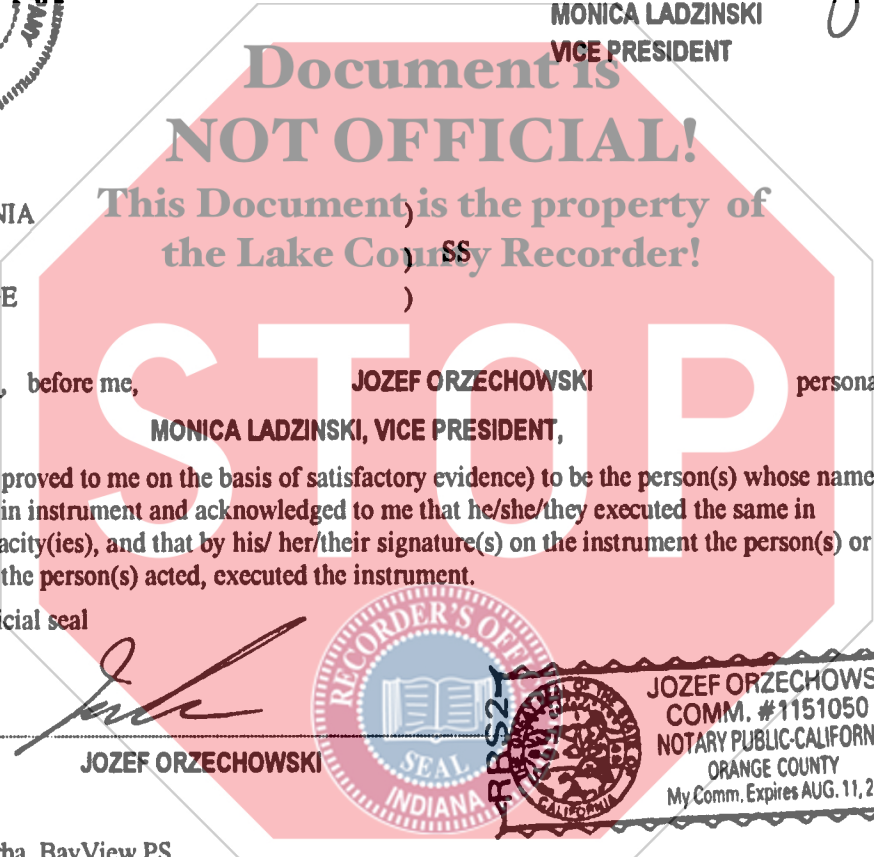 MONICA LADZINSKI
VICE PRESIDENT
Document is
NOT OFFICIAL!
This Document is the property of
the Lake County Recorder!
NIA )
) SS
E )
, before me, JOZEF ORZECHOWSKI persona
MONICA LADZINSKI, VICE PRESIDENT,
proved to me on the basis of satisfactory evidence) to be the person(s) whose name
in instrument and acknowledged to me that he/she/they executed the same in
acity(ies), and that by his/ her/their signature(s) on the instrument the person(s) or
the person(s) acted, executed the instrument.
icial seal
STOP
RECORDER'S OFFI
SEAL
INDIANA
JOZEF ORZECHOWSKI
RPS2
CALIFORNIA
JOZEF ORZECHOWS
COMM. #1151050
NOTARY PUBLIC-CALIFORN
ORANGE COUNTY
My Comm. Expires AUG. 11, 2
BayView PS